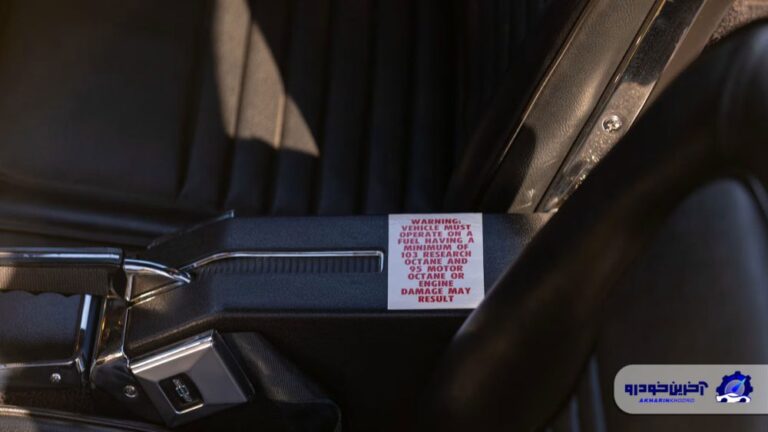 WARNING:
VEHICLE MUST
OPERATE ON A
FUEL HAVING A
MINIMUM OF
103 RESEARCH
OCTANE AND
95 MOTOR
OCTANE OR
ENGINE
DAMAGE MAY
RESULT
آخرین خودرو
AKHARINKHODRO